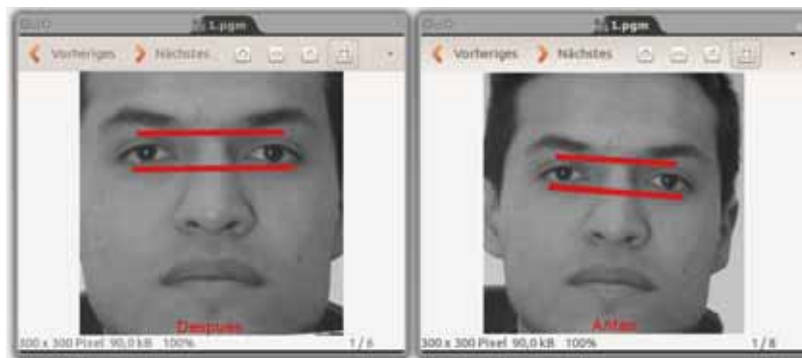 1.pgm
Vorheriges Nächstes
Después
300 x 300 Pixel 90,0 kB 100% 1 / 6
1.pgm
Vorheriges Nächstes
Antes
300 x 300 Pixel 90,0 kB 100% 1 / 8